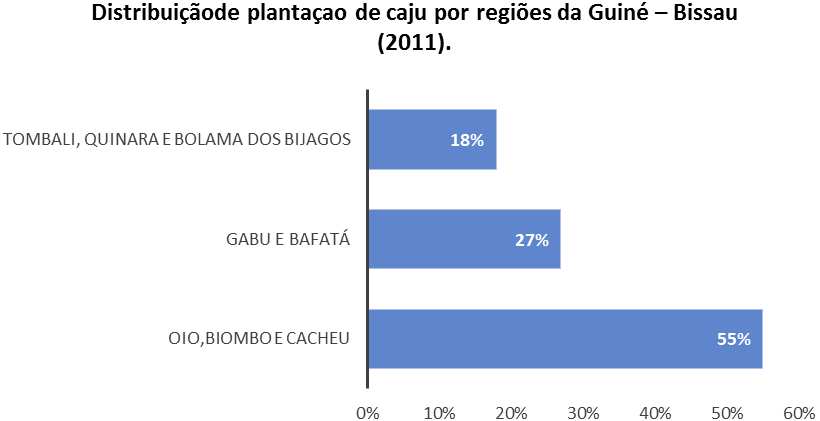 Distribuiçãode plantaçao de caju por regiões da Guiné – Bissau
(2011).
TOMBALI, QUINARA E BOLAMA DOS BIJAGOS
18%
GABU E BAFATÁ
27%
OIO,BIOMBO E CACHEU
55%
0% 10% 20% 30% 40% 50% 60%